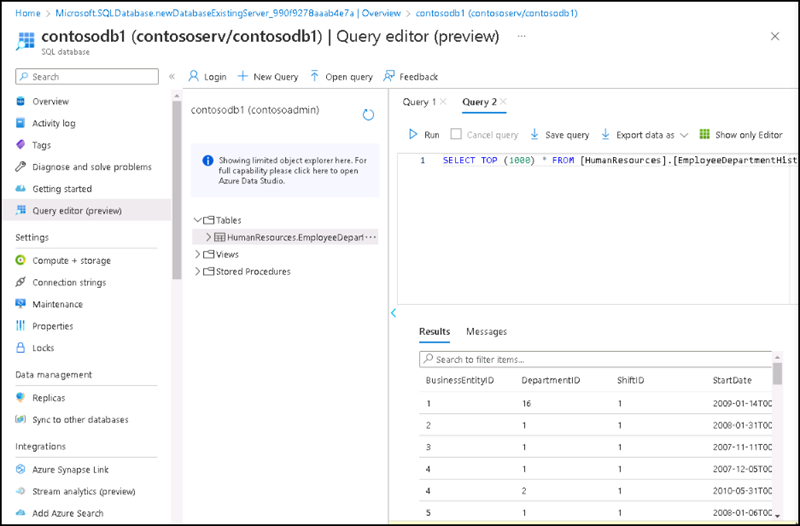 Home > Microsoft.SQLDatabase.newDatabaseExistingServer_990f9278aaab4e7a | Overview > contosodb1 (contososerv/contosodb1)
contosodb1 (contososerv/contosodb1) | Query editor (preview) ...
SQL database
Search
Login
New Query
Open query
Feedback
Overview
Activity log
Tags
Diagnose and solve problems
Getting started
Query editor (preview)
Settings
Compute + storage
Connection strings
Maintenance
Properties
Locks
Data management
Replicas
Sync to other databases
Integrations
Azure Synapse Link
Stream analytics (preview)
Add Azure Search
contosodb1 (contosoadmin)
Showing limited object explorer here. For
full capability please click here to open
Azure Data Studio.
Tables
HumanResources.EmployeeDepart...
Views
Stored Procedures
Query 1
Query 2
Run
Cancel query
Save query
Export data as
Show only Editor
1 SELECT TOP (1000) * FROM [HumanResources].[EmployeeDepartmentHist
Results
Messages
Search to filter items...
BusinessEntityID DepartmentID ShiftID StartDate
1 16 1 2009-01-14T00
2 1 1 2008-01-31T00
3 1 1 2007-11-11T00
4 1 1 2007-12-05T00
4 2 1 2010-05-31T00
5 1 1 2008-01-06T00